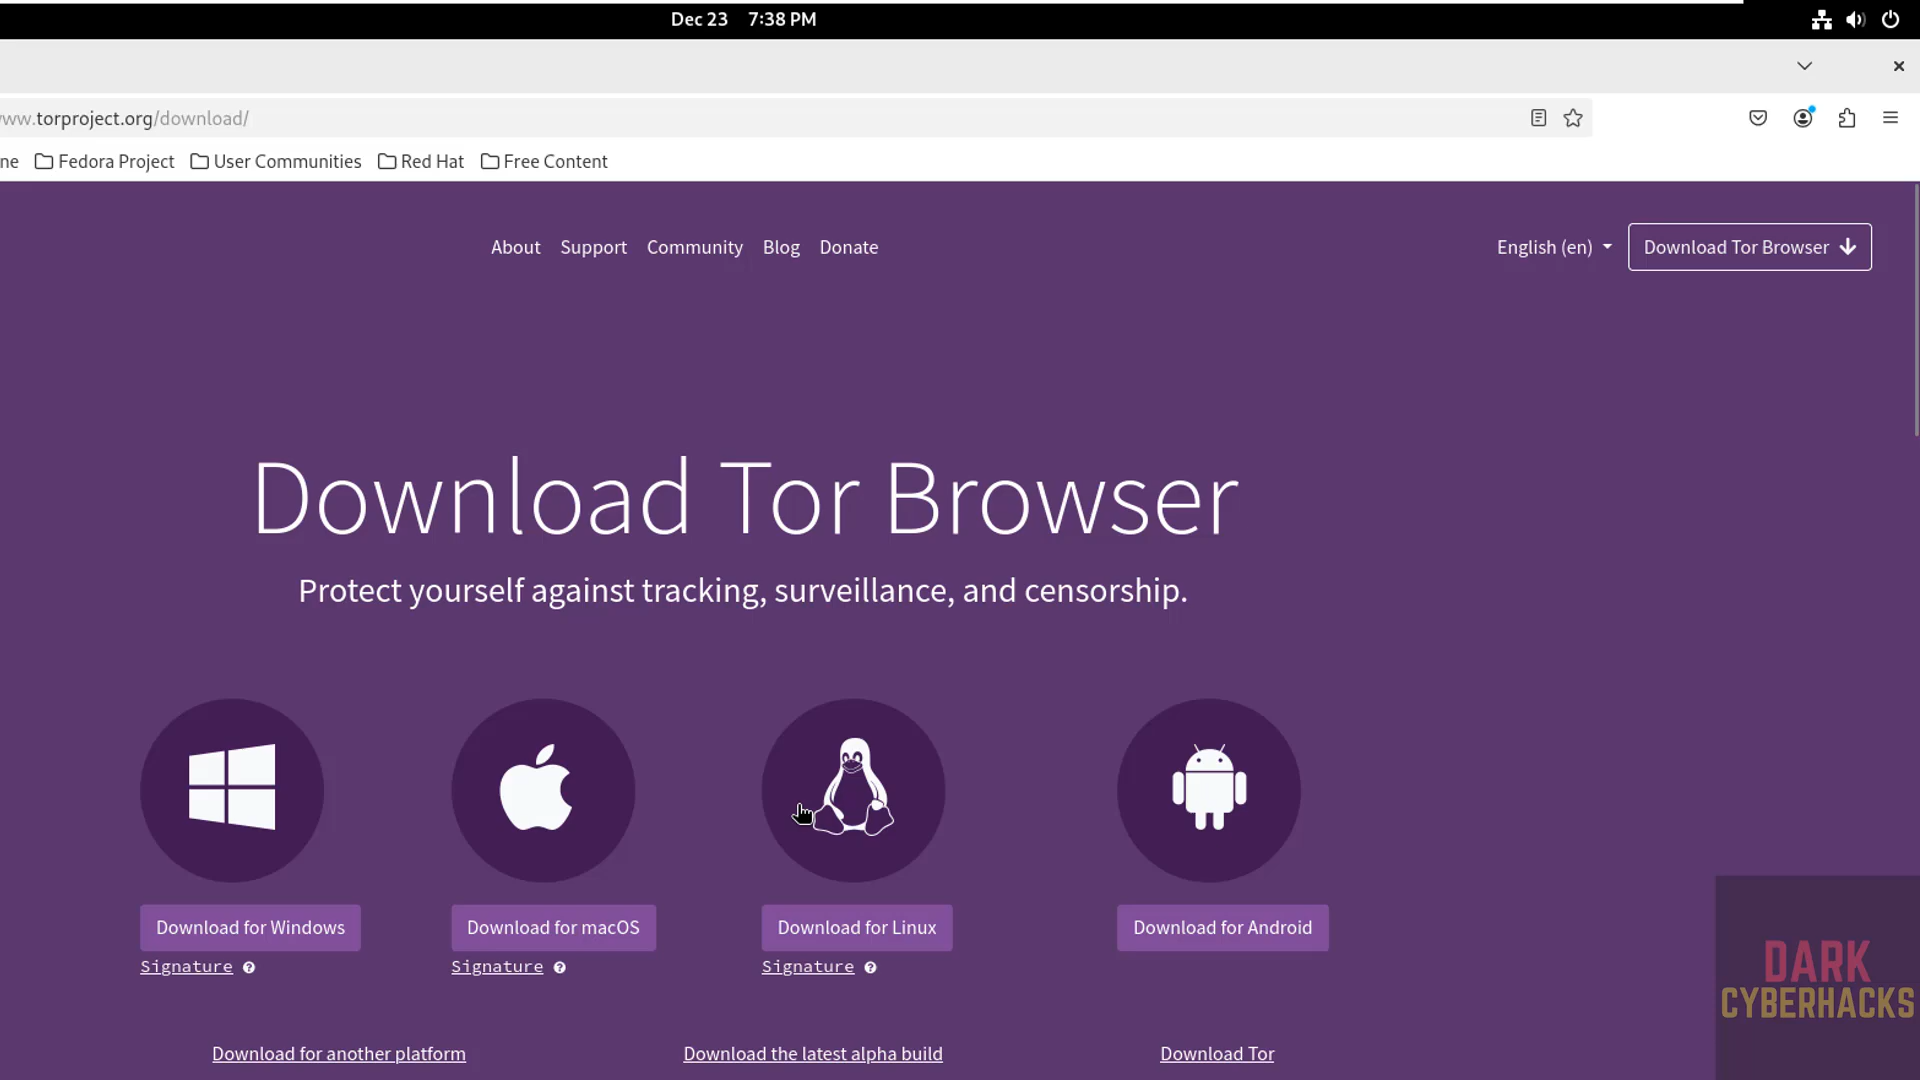 Dec 23 7:38 PM
www.torproject.org/download/
ne Fedora Project User Communities Red Hat Free Content
About Support Community Blog Donate English (en) Download Tor Browser
Download Tor Browser
Protect yourself against tracking, surveillance, and censorship.
Download for Windows Download for macOS Download for Linux Download for Android
Signature Signature Signature
Download for another platform Download the latest alpha build Download Tor
DARK
CYBERHACKS